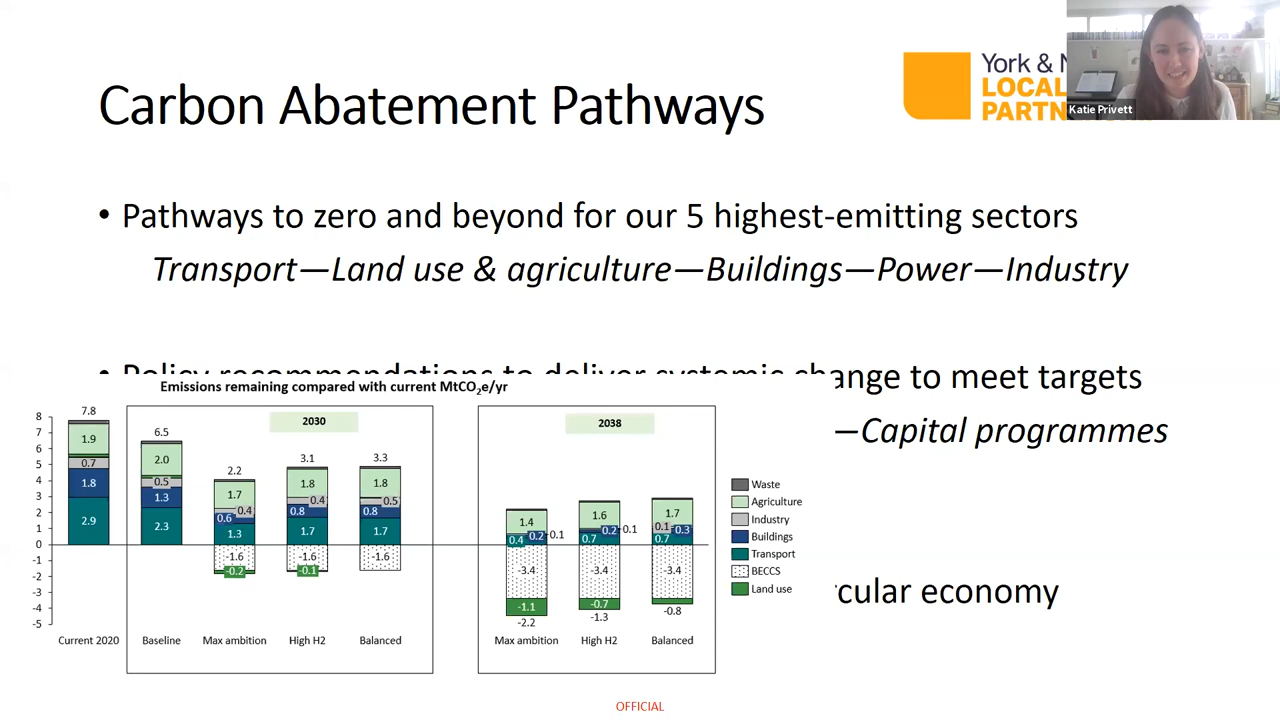 York &
LOCAL
PARTN
Katie Privett
Carbon Abatement Pathways
• Pathways to zero and beyond for our 5 highest-emitting sectors
Transport—Land use & agriculture—Buildings—Power—Industry
• Policy recommendations to deliver systemic change to meet targets
—Capital programmes
rcular economy
Emissions remaining compared with current MtCO₂e/yr
2030
2038
8
7
6
5
4
3
2
1
0
-1
-2
-3
-4
-5
7.8
1.9
0.7
1.8
2.9
6.5
2.0
0.5
1.3
2.3
2.2
1.7
0.4
0.6
1.3
-1.6
-0.2
3.1
1.8
0.4
0.8
1.7
-1.6
-0.1
3.3
1.8
0.5
0.8
1.7
-1.6
1.4
0.2
0.1
0.4
-3.4
-1.1
-2.2
1.6
0.2
0.1
0.7
-3.4
-0.7
-1.3
1.7
0.1
0.3
0.7
-3.4
-0.8
Current 2020
Baseline
Max ambition
High H2
Balanced
Max ambition
High H2
Balanced
Waste
Agriculture
Industry
Buildings
Transport
BECCS
Land use
OFFICIAL